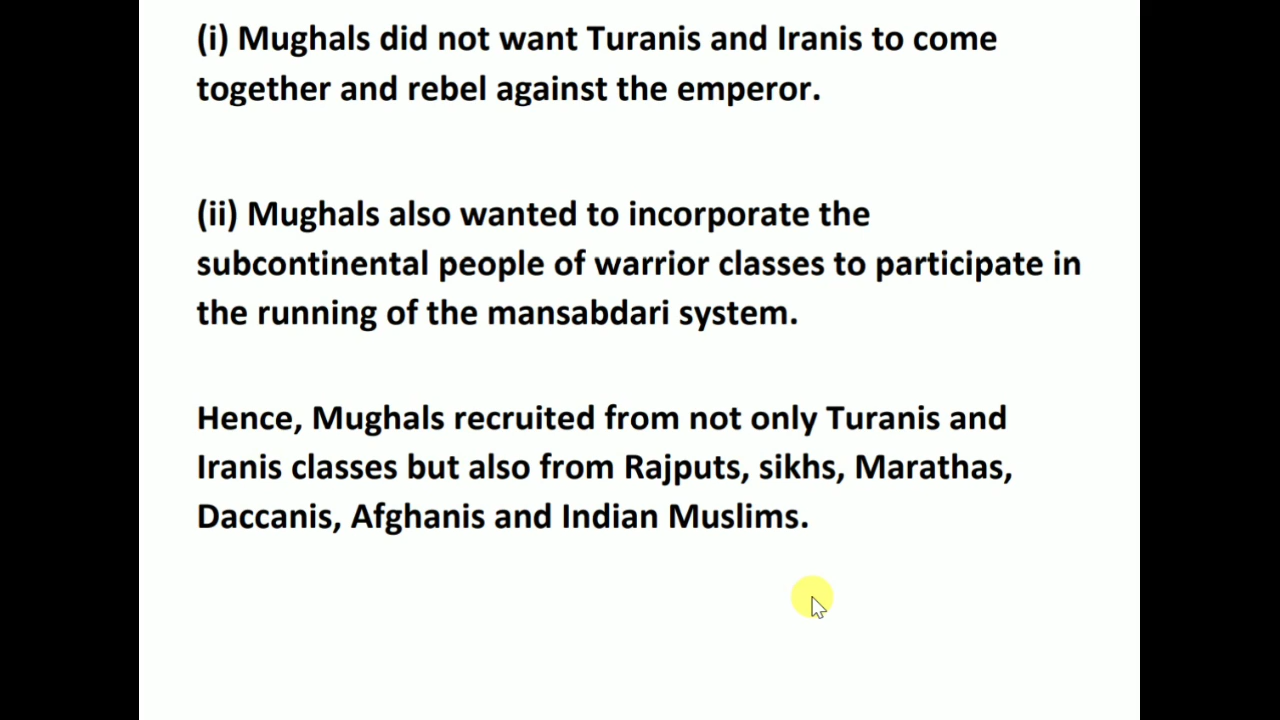 (i) Mughals did not want Turanis and Iranis to come
together and rebel against the emperor.
(ii) Mughals also wanted to incorporate the
subcontinental people of warrior classes to participate in
the running of the mansabdari system.
Hence, Mughals recruited from not only Turanis and
Iranis classes but also from Rajputs, sikhs, Marathas,
Daccanis, Afghanis and Indian Muslims.